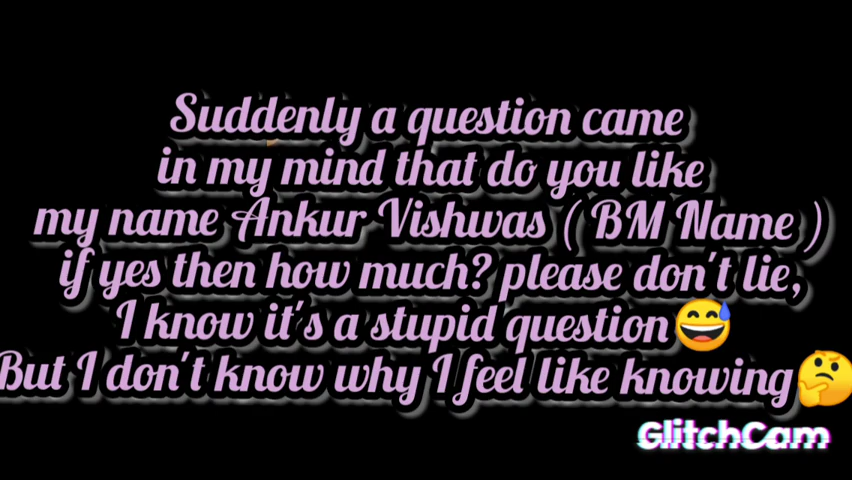 Suddenly a question came
in my mind that do you like
my name Ankur Vishwas ( BM Name )
if yes then how much? please don't lie,
I know it's a stupid question😅
But I don't know why I feel like knowing🤔
GlitchCam